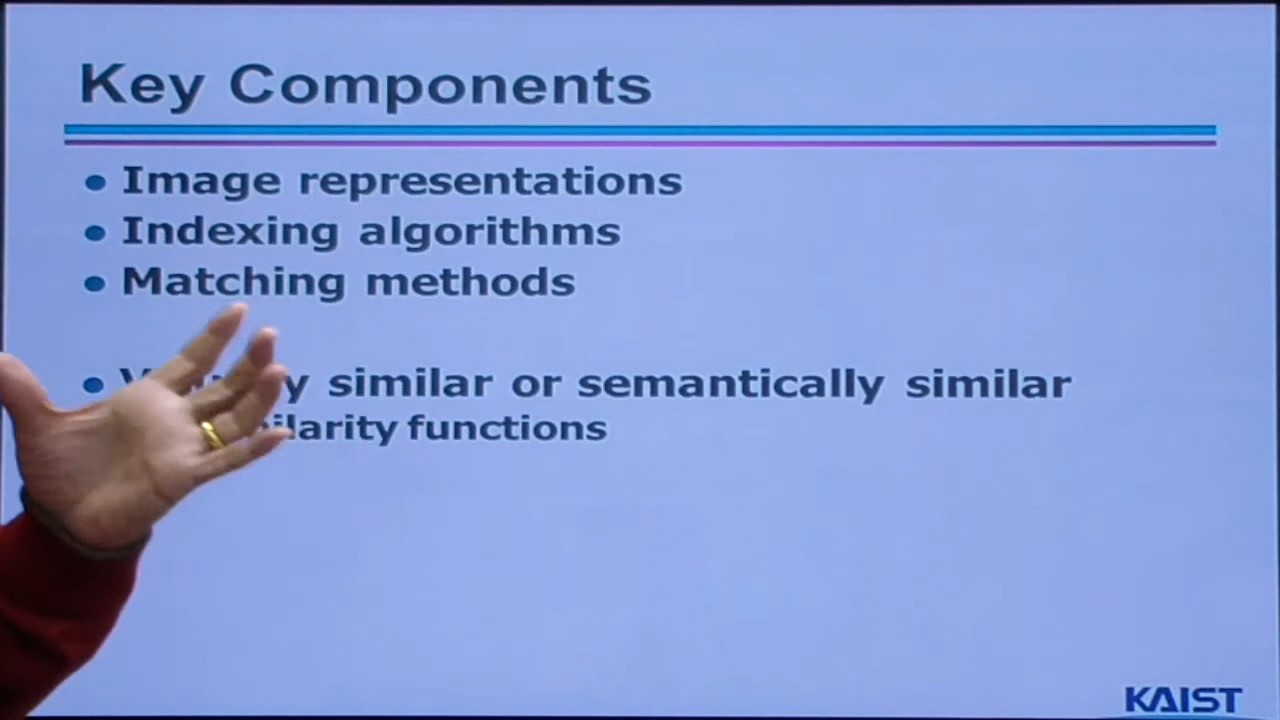 Key Components
Image representations
Indexing algorithms
Matching methods
similar or semantically similar
functions
KAIST